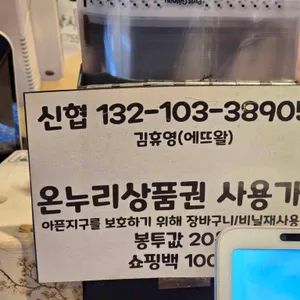 신협 132-103-38905
김휴영(에뜨왈)
온누리상품권 사용가
아픈지구를 보호하기 위해 장바구니/비닐재사용
봉투값 20
쇼핑백 100